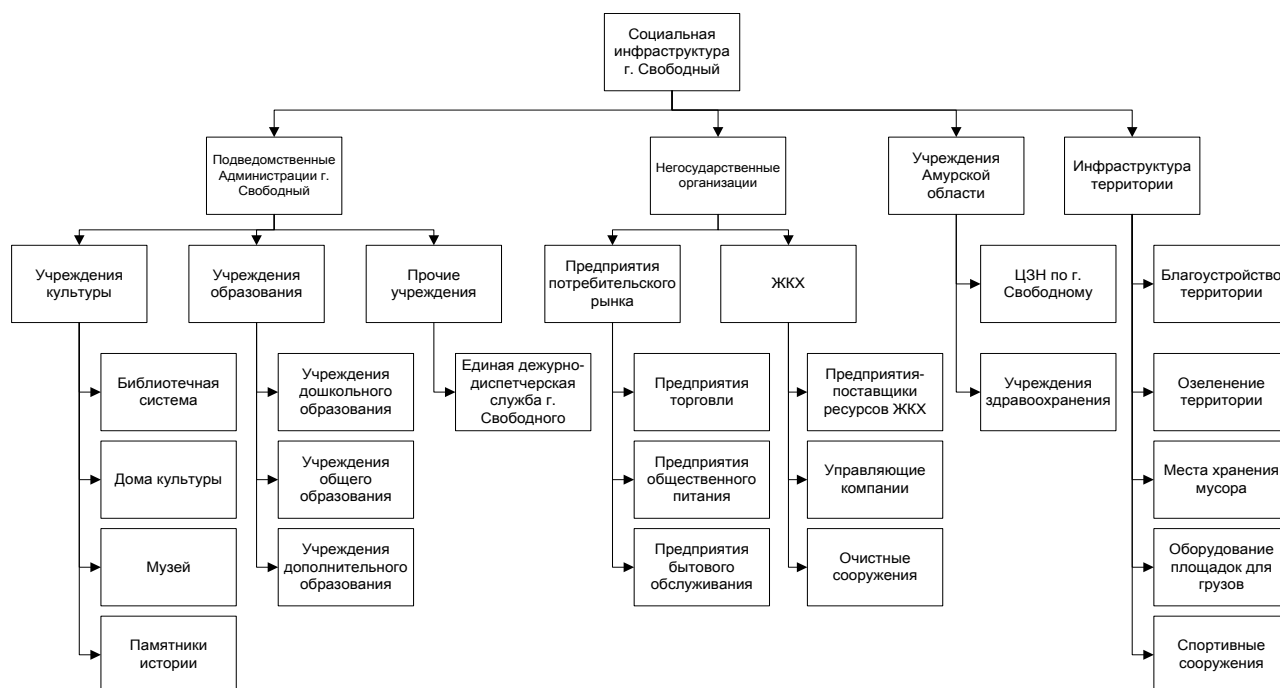 Социальная
инфраструктура
г. Свободный
Подведомственные
Администрации г.
Свободный
Негосударственные
организации
Учреждения
Амурской
области
Инфраструктура
территории
Учреждения
культуры
Учреждения
образования
Прочие
учреждения
Предприятия
потребительского
рынка
ЖКХ
ЦЗН по г.
Свободному
Благоустройство
территории
Библиотечная
система
Учреждения
дошкольного
образования
Единая дежурно-
диспетчерская
служба г.
Свободного
Предприятия
торговли
Предприятия-
поставщики
ресурсов ЖКХ
Учреждения
здравоохранения
Озеленение
территории
Дома культуры
Учреждения
общего
образования
Предприятия
общественного
питания
Управляющие
компании
Места хранения
мусора
Музей
Учреждения
дополнительного
образования
Предприятия
бытового
обслуживания
Очистные
сооружения
Оборудование
площадок для
грузов
Памятники
истории
Спортивные
сооружения